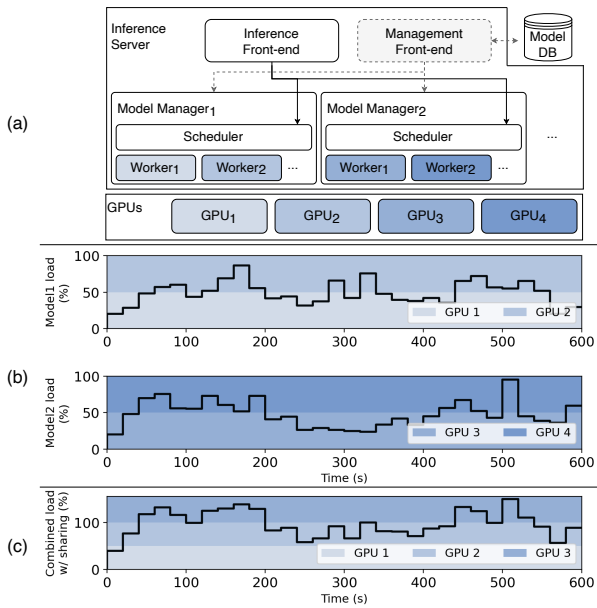 (a)
Inference
Server
Inference
Front-end
Management
Front-end
Model
DB
Model Manager1
Scheduler
Worker1
Worker2
...
Model Manager2
Scheduler
Worker1
Worker2
...
...
GPUs
GPU1
GPU2
GPU3
GPU4
(b)
Model1 load
(%)
100
50
0
GPU 1
GPU 2
0 100 200 300 400 500 600
Model2 load
(%)
100
50
0
GPU 3
GPU 4
0 100 200 300 400 500 600
Time (s)
(c)
Combined load
w/ sharing (%)
100
0
GPU 1
GPU 2
GPU 3
0 100 200 300 400 500 600
Time (s)